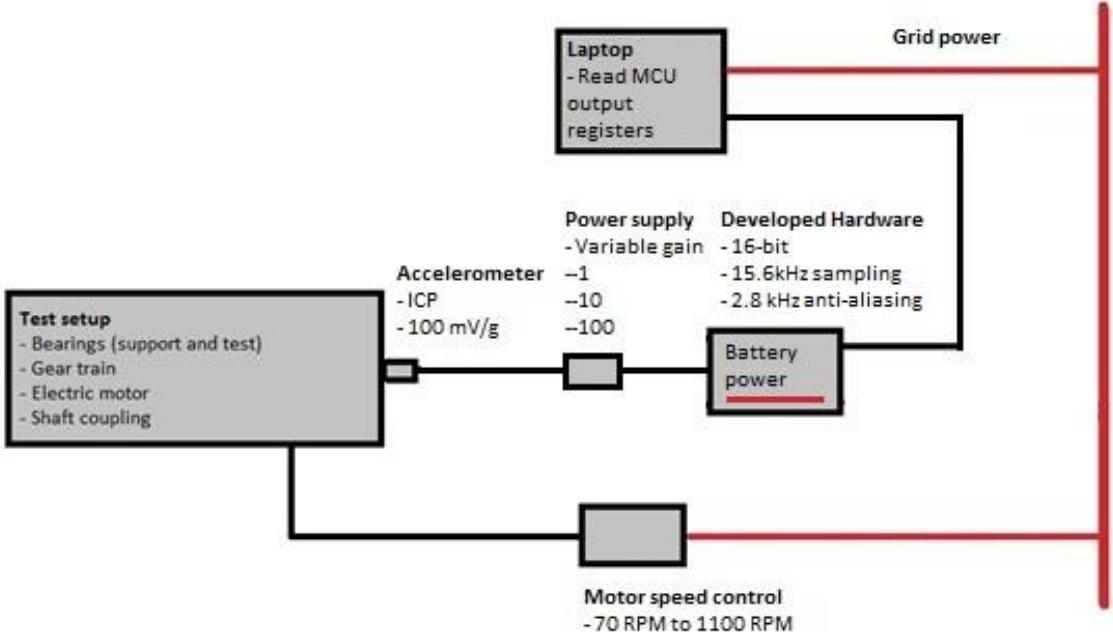 Laptop
- Read MCU
output
registers
Grid power
Power supply
- Variable gain
--1
--10
--100
Developed Hardware
- 16-bit
- 15.6kHz sampling
- 2.8 kHz anti-aliasing
Accelerometer
- ICP
- 100 mV/g
Test setup
- Bearings (support and test)
- Gear train
- Electric motor
- Shaft coupling
Battery
power
Motor speed control
- 70 RPM to 1100 RPM